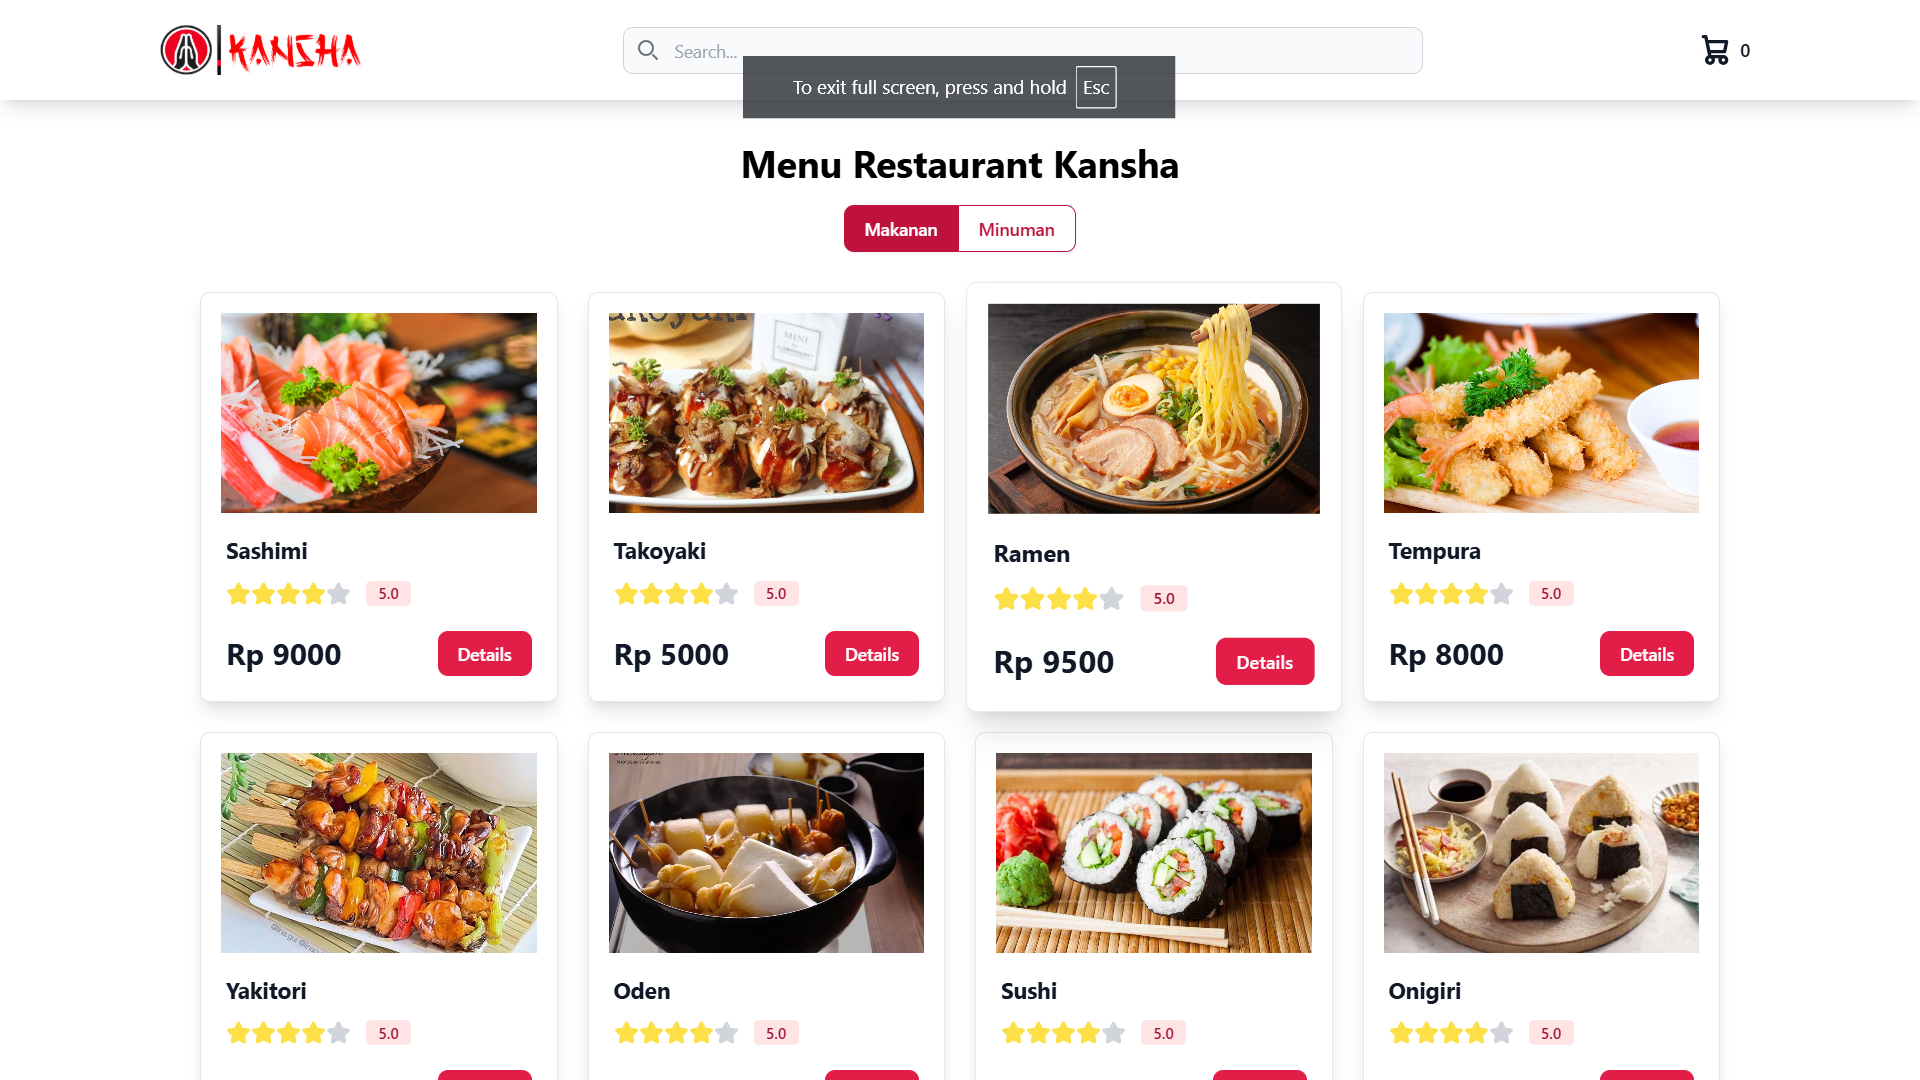 KANSHA
Search...
0
To exit full screen, press and hold Esc
Menu Restaurant Kansha
Makanan
Minuman
MINI
Sashimi
5.0
Rp 9000
Details
Takoyaki
5.0
Rp 5000
Details
Ramen
5.0
Rp 9500
Details
Tempura
5.0
Rp 8000
Details
Yakitori
5.0
Oden
5.0
Sushi
5.0
Onigiri
5.0